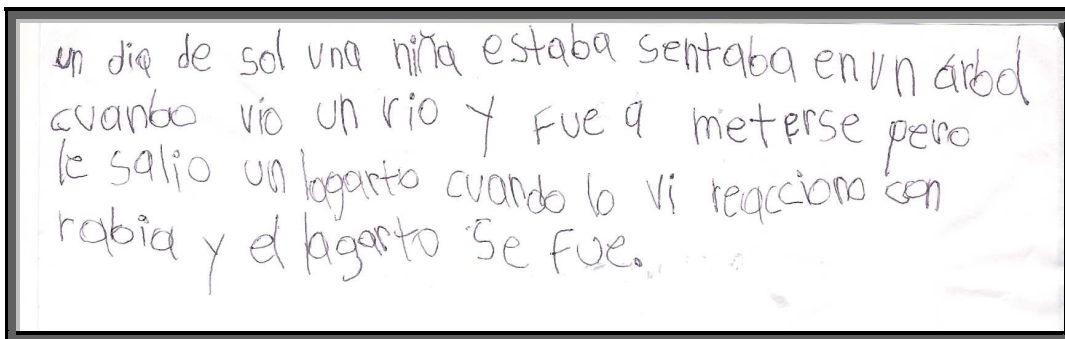 un dia de sol una niña estaba sentaba en un árbol
cuanbo vio un rio y fue a meterse pero
le salio un lagarto cuando lo vi reacciono con
rabia y el lagarto se fue.